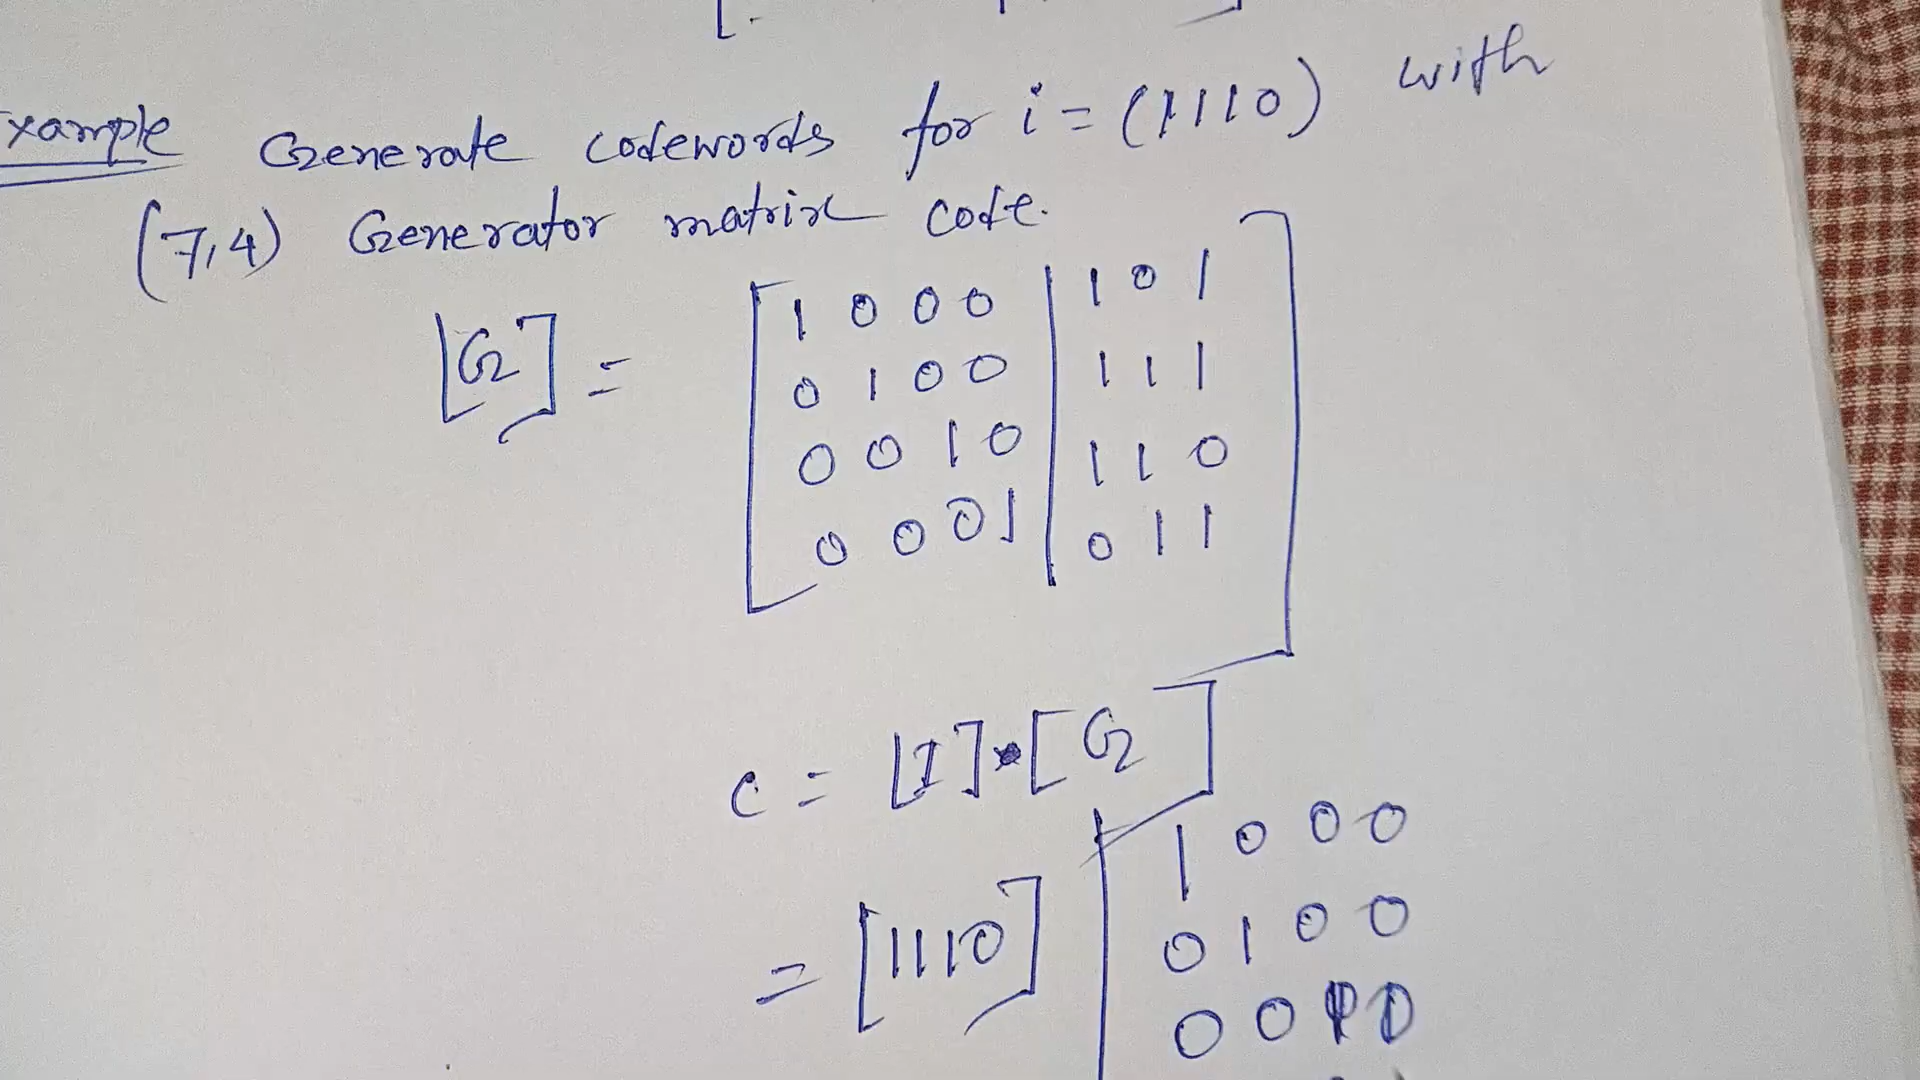 Example Generate codewords for i = (1110) with
(7,4) Generator matrix code.
[G] = [1 0 0 0 | 1 0 1
0 1 0 0 | 1 1 1
0 0 1 0 | 1 1 0
0 0 0 1 | 0 1 1]
c = [I] • [G]
= [1110] [1 0 0 0
0 1 0 0
0 0 1 0